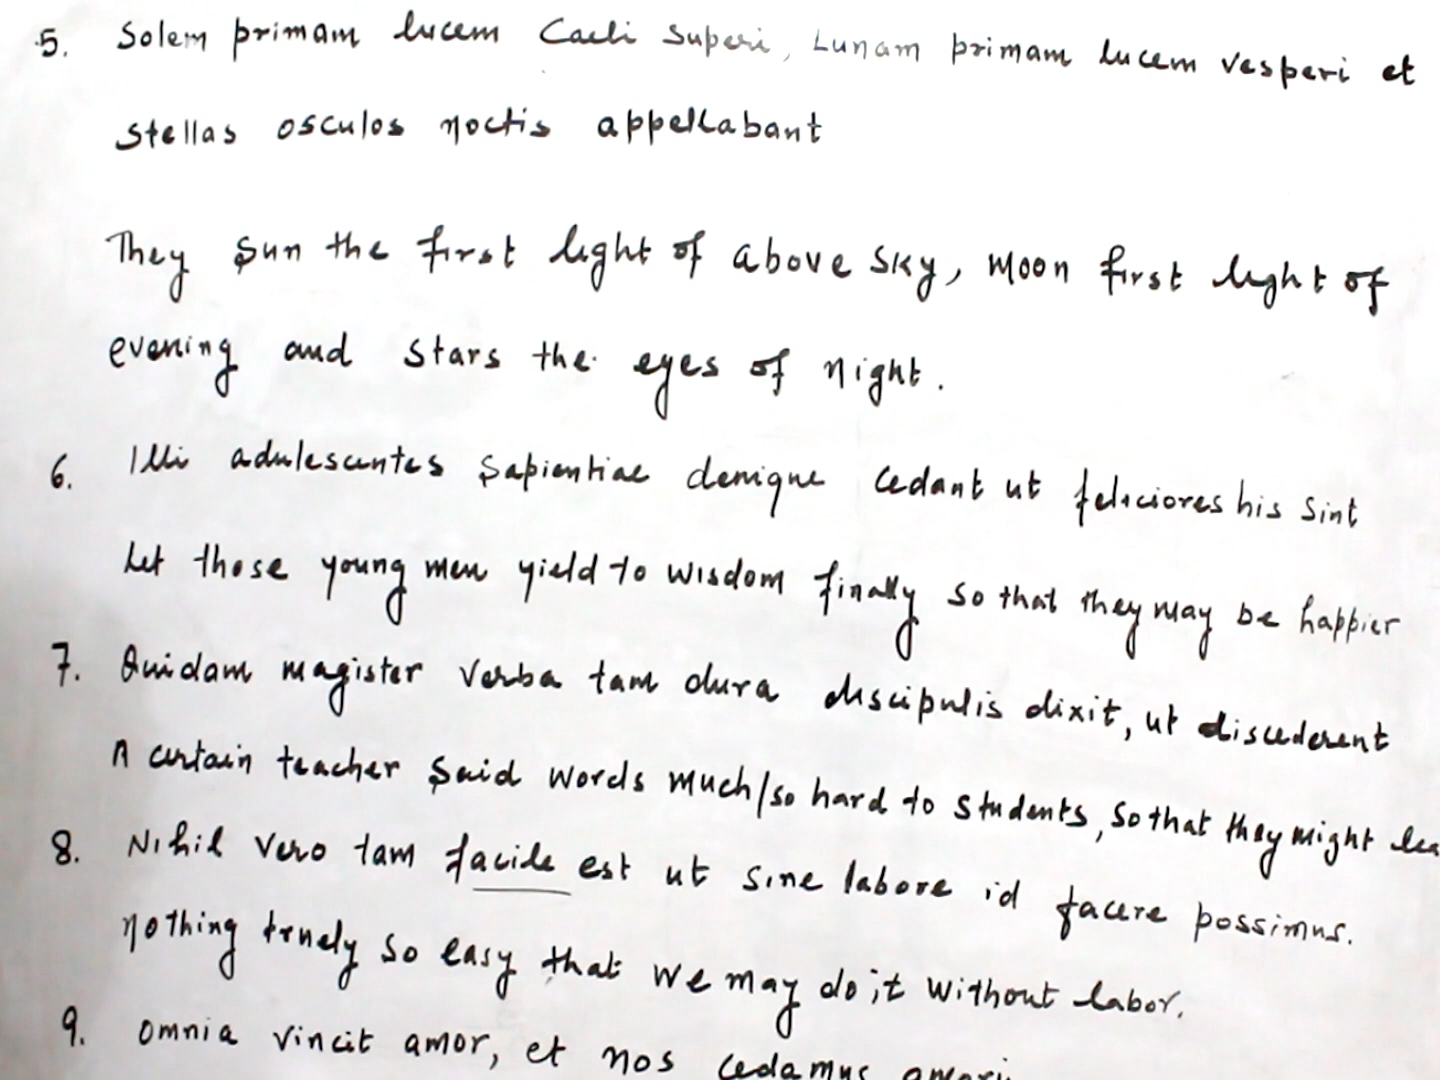 5. Solem primam lucem Caeli Superi, Lunam primam lucem vesperi et
stellas osculos noctis appellabant
They Sun the first light of above sky, Moon first light of
evening and stars the eyes of night.
6. Illi adulescentes Sapientiae denique cedant ut feliciores his sint
Let those young men yield to wisdom finally so that they may be happier
7. Quidam magister verba tam dura discipulis dixit, ut discederent
A certain teacher said words much/so hard to students, so that they might lea
8. Nihil vero tam facile est ut sine labore id facere possimus.
nothing truely so easy that we may do it without labor.
9. Omnia vincit amor, et nos cedamus amori